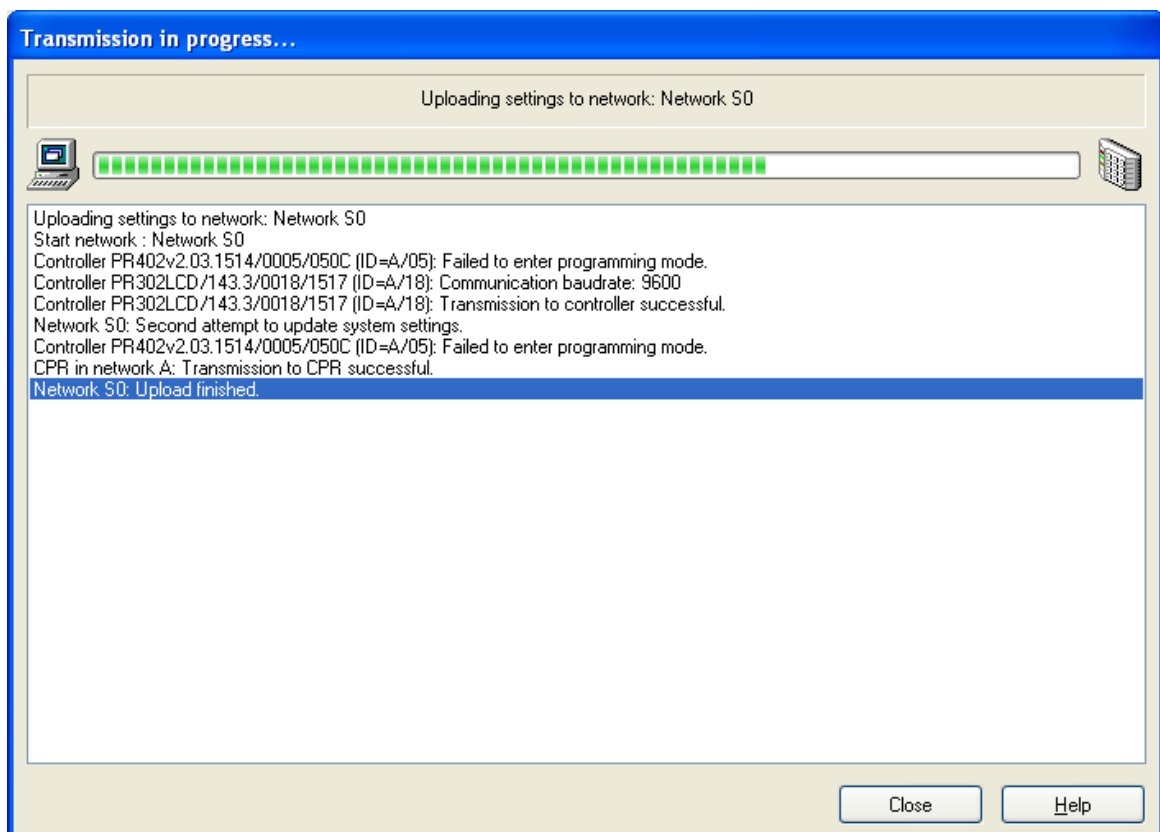 Transmission in progress...
Uploading settings to network: Network S0
Uploading settings to network: Network S0
Start network : Network S0
Controller PR402v2.03.1514/0005/050C (ID=A/05): Failed to enter programming mode.
Controller PR302LCD/143.3/0018/1517 (ID=A/18): Communication baudrate: 9600
Controller PR302LCD/143.3/0018/1517 (ID=A/18): Transmission to controller successful.
Network S0: Second attempt to update system settings.
Controller PR402v2.03.1514/0005/050C (ID=A/05): Failed to enter programming mode.
CPR in network A: Transmission to CPR successful.
Network S0: Upload finished.
Close Help